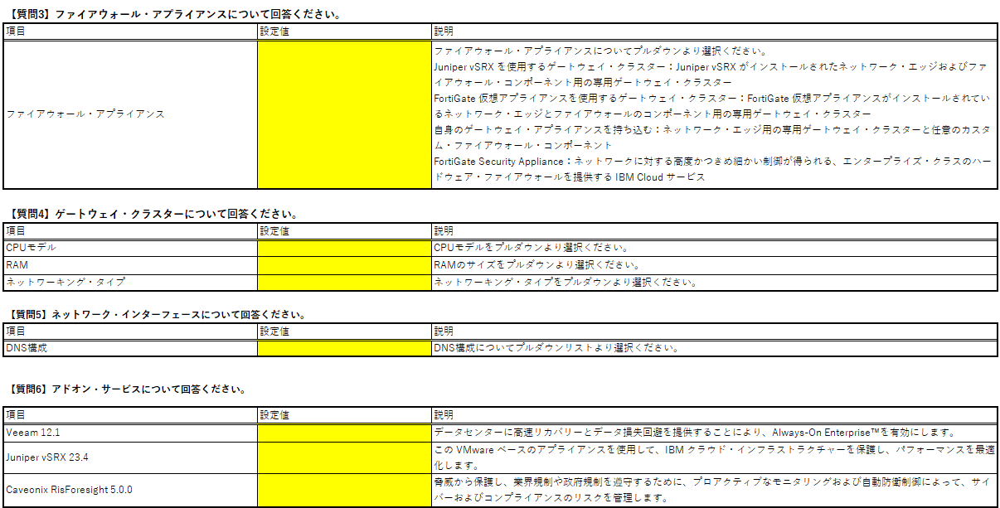 【質問3】ファイアウォール・アプライアンスについて回答ください。
項目 設定値 説明
ファイアウォール・アプライアンス
ファイアウォール・アプライアンスについてプルダウンより選択ください。
Juniper vSRX を使用するゲートウェイ・クラスター：Juniper vSRX がインストールされたネットワーク・エッジおよびファ
イアウォール・コンポーネント用の専用ゲートウェイ・クラスター
FortiGate 仮想アプライアンスを使用するゲートウェイ・クラスター：FortiGate 仮想アプライアンスがインストールされてい
るネットワーク・エッジとファイアウォールのコンポーネント用の専用ゲートウェイ・クラスター
自身のゲートウェイ・アプライアンスを持ち込む：ネットワーク・エッジ用の専用ゲートウェイ・クラスターと任意のカスタ
ム・ファイアウォール・コンポーネント
FortiGate Security Appliance：ネットワークに対する高度かつきめ細かい制御が得られる、エンタープライズ・クラスのハー
ドウェア・ファイアウォールを提供する IBM Cloud サービス
【質問4】ゲートウェイ・クラスターについて回答ください。
項目 設定値 説明
CPUモデル CPUモデルをプルダウンより選択ください。
RAM RAMのサイズをプルダウンより選択ください。
ネットワーキング・タイプ ネットワーキング・タイプをプルダウンより選択ください。
【質問5】ネットワーク・インターフェースについて回答ください。
項目 設定値 説明
DNS構成 DNS構成についてプルダウンリストより選択ください。
【質問6】アドオン・サービスについて回答ください。
項目 設定値 説明
Veeam 12.1 データセンターに高速リカバリーとデータ損失回避を提供することにより、Always-On Enterprise™を有効にします。
Juniper vSRX 23.4
この VMware ベースのアプライアンスを使用して、IBM クラウド・インフラストラクチャーを保護し、パフォーマンスを最適
化します。
Caveonix RisForesight 5.0.0
脅威から保護し、業界規制や政府規制を遵守するために、プロアクティブなモニタリングおよび自動防衛制御によって、サイ
バーおよびコンプライアンスのリスクを管理します。